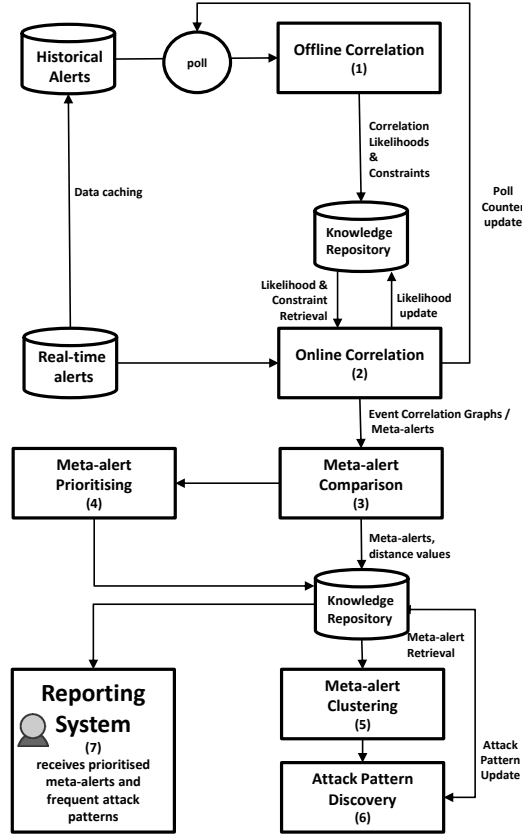 Historical
Alerts
poll
Offline Correlation
(1)
Correlation
Likelihoods
&
Constraints
Data caching
Poll
Counter
update
Knowledge
Repository
Likelihood &
Constraint
Retrieval
Likelihood
update
Real-time
alerts
Online Correlation
(2)
Event Correlation Graphs /
Meta-alerts
Meta-alert
Prioritising
(4)
Meta-alert
Comparison
(3)
Meta-alerts,
distance values
Knowledge
Repository
Meta-alert
Retrieval
Reporting
System
(7)
receives prioritised
meta-alerts and
frequent attack
patterns
Meta-alert
Clustering
(5)
Attack
Pattern
Update
Attack Pattern
Discovery
(6)